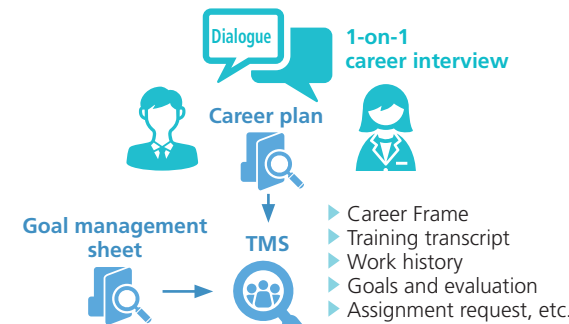 Dialogue
1-on-1
career interview
Career plan
Goal management
sheet
TMS
Career Frame
Training transcript
Work history
Goals and evaluation
Assignment request, etc.